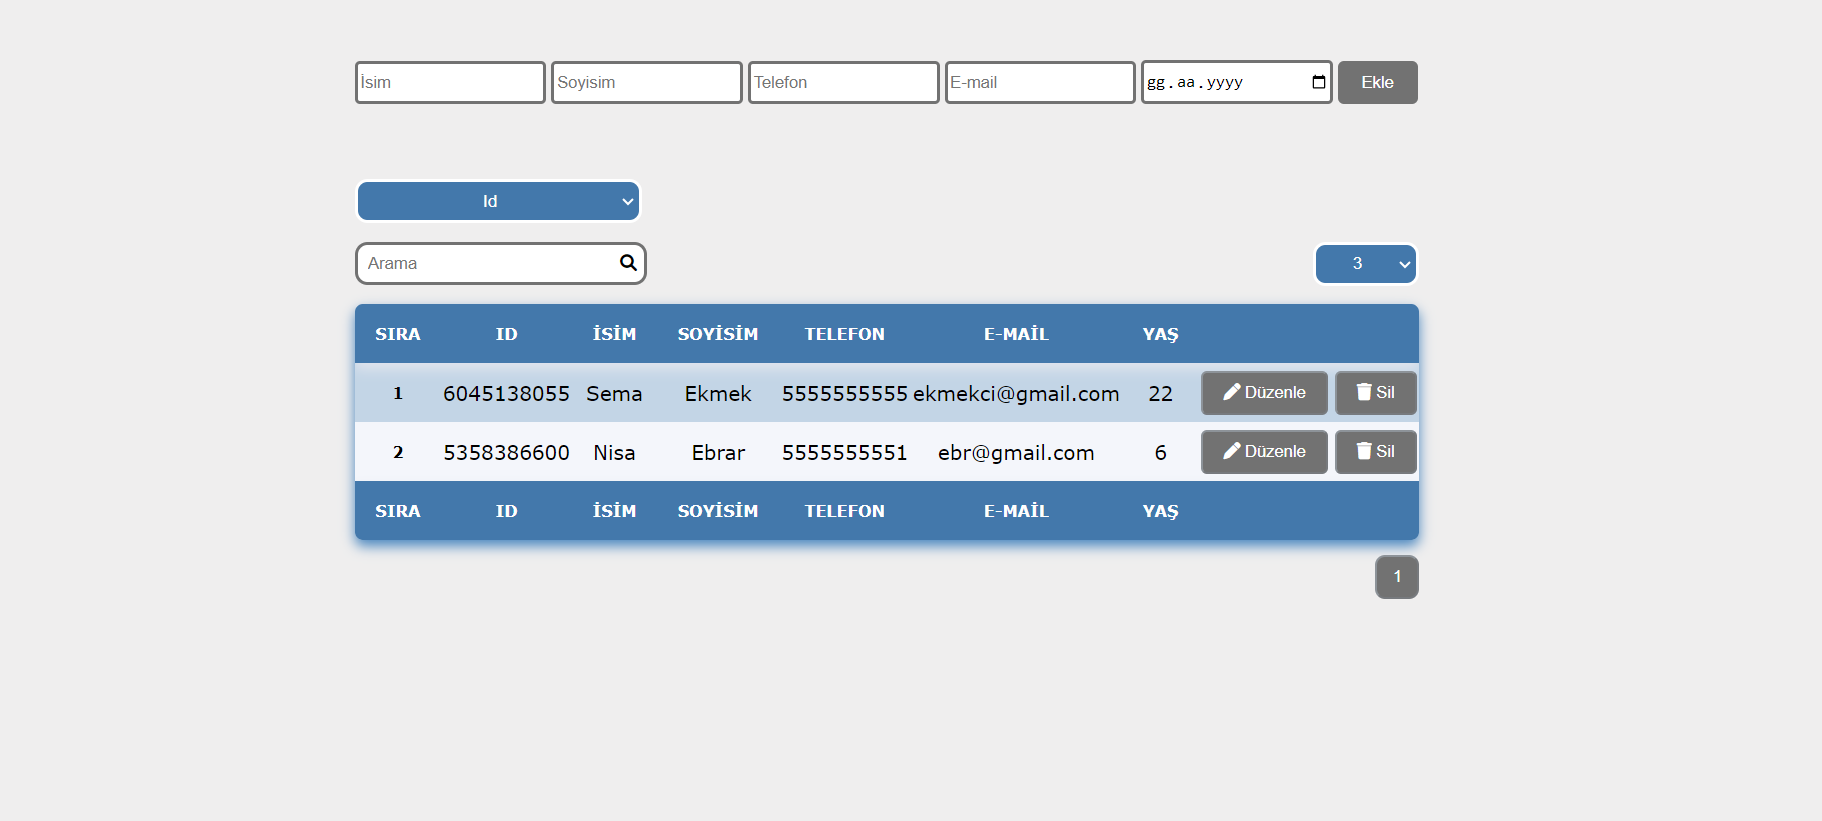 İsim Soyisim Telefon E-mail gg.aa.yyyy Ekle
Id
Arama 3
SIRA ID İSİM SOYİSİM TELEFON E-MAİL YAŞ
1 6045138055 Sema Ekmek 5555555555 ekmekci@gmail.com 22 Düzenle Sil
2 5358386600 Nisa Ebrar 5555555551 ebr@gmail.com 6 Düzenle Sil
SIRA ID İSİM SOYİSİM TELEFON E-MAİL YAŞ
1